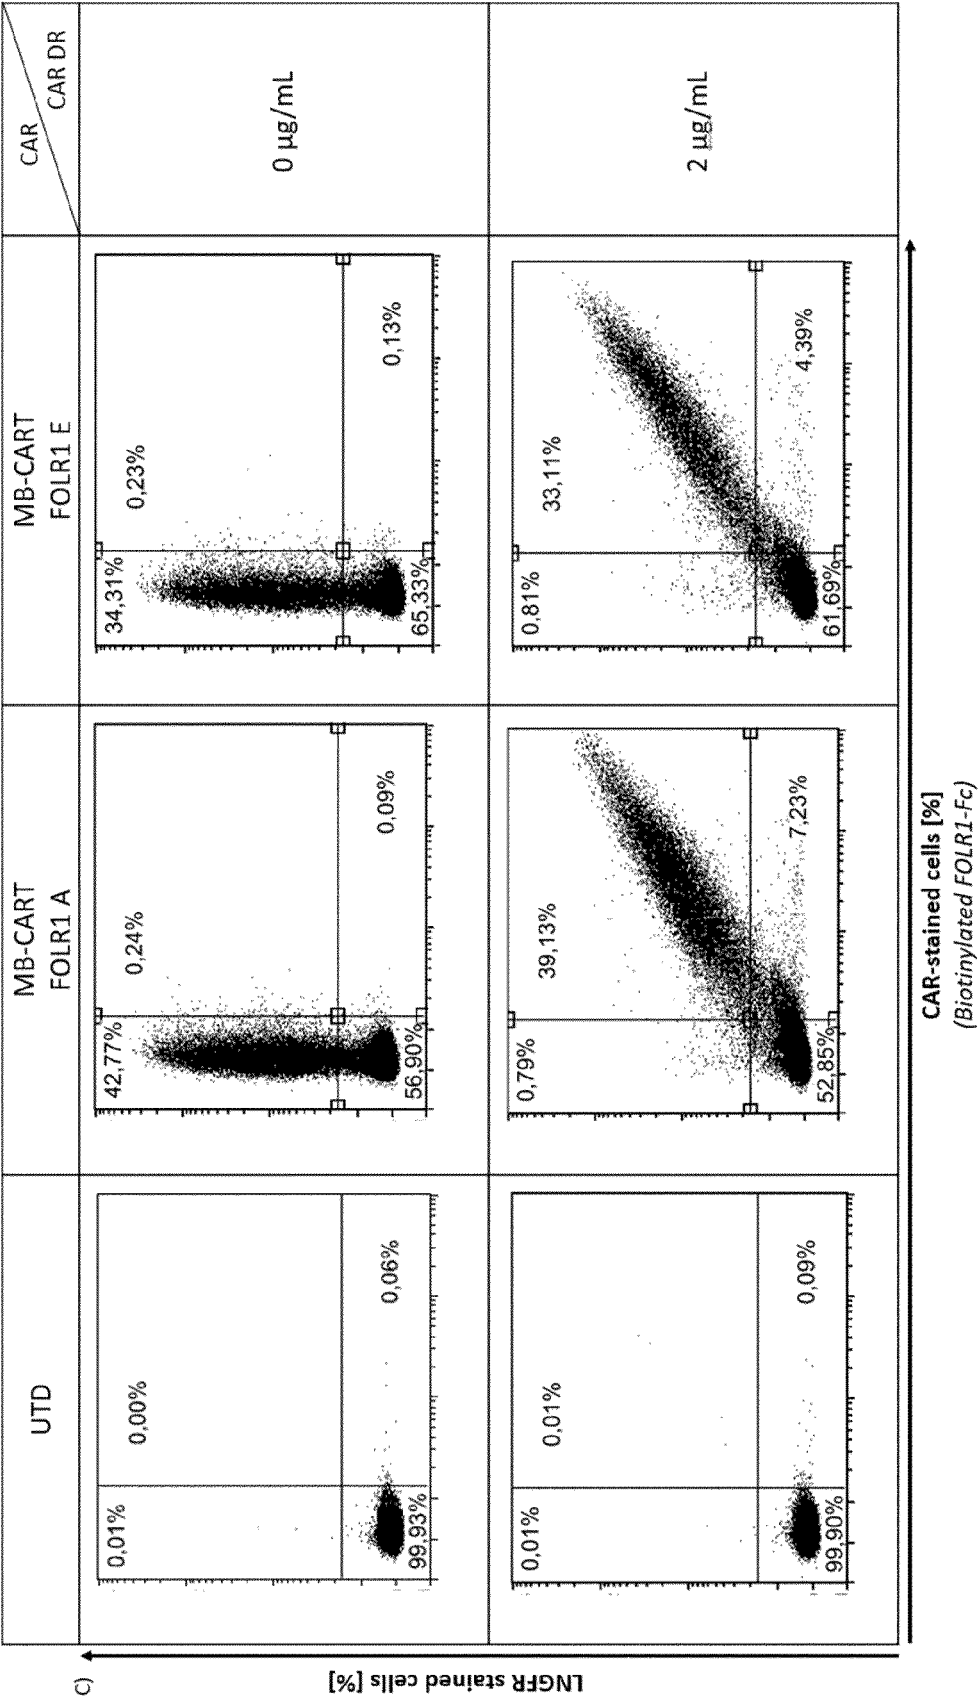 C)
UTD
MB-CART
FOLR1 A
MB-CART
FOLR1 E
CAR
CAR DR
0,01%
0,00%
99,93%
0,06%
42,77%
0,24%
56,90%
0,09%
34,31%
0,23%
65,33%
0,13%
0 µg/mL
0,01%
0,01%
99,90%
0,09%
0,79%
39,13%
52,85%
7,23%
0,81%
33,11%
61,69%
4,39%
2 µg/mL
LNGFR stained cells [%]
CAR-stained cells [%]
(Biotinylated FOLR1-Fc)